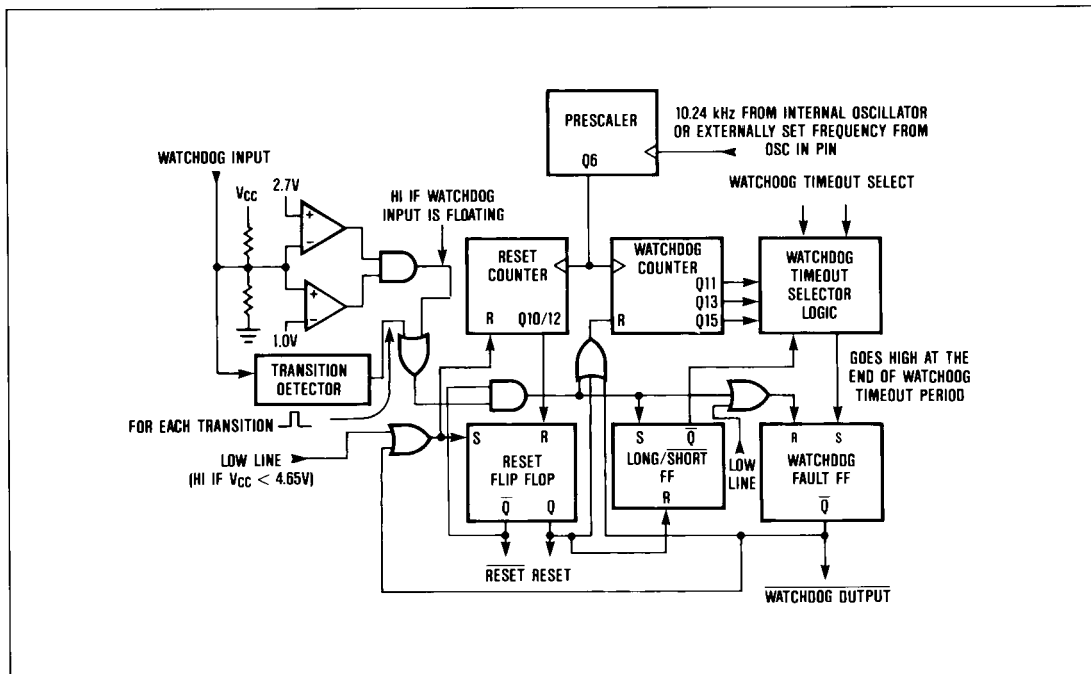 PRESCALER
Q6
10.24 kHz FROM INTERNAL OSCILLATOR
OR EXTERNALLY SET FREQUENCY FROM
OSC IN PIN
WATCHDOG INPUT
VCC
2.7V
+
−
+
−
1.0V
HI IF WATCHDOG
INPUT IS FLOATING
WATCHDOG TIMEOUT SELECT
RESET
COUNTER
R
Q10/12
WATCHDOG
COUNTER
Q11
Q13
Q15
R
WATCHDOG
TIMEOUT
SELECTOR
LOGIC
TRANSITION
DETECTOR
GOES HIGH AT THE
END OF WATCHDOG
TIMEOUT PERIOD
FOR EACH TRANSITION
LOW LINE
(HI IF VCC < 4.65V)
S
R
RESET
FLIP FLOP
Q̅
Q
S
Q̅
LONG/S̅H̅O̅R̅T̅
FF
R
LOW
LINE
R
S
WATCHDOG
FAULT FF
Q̅
R̅E̅S̅E̅T̅ RESET
W̅A̅T̅C̅H̅D̅O̅G̅ O̅U̅T̅P̅U̅T̅